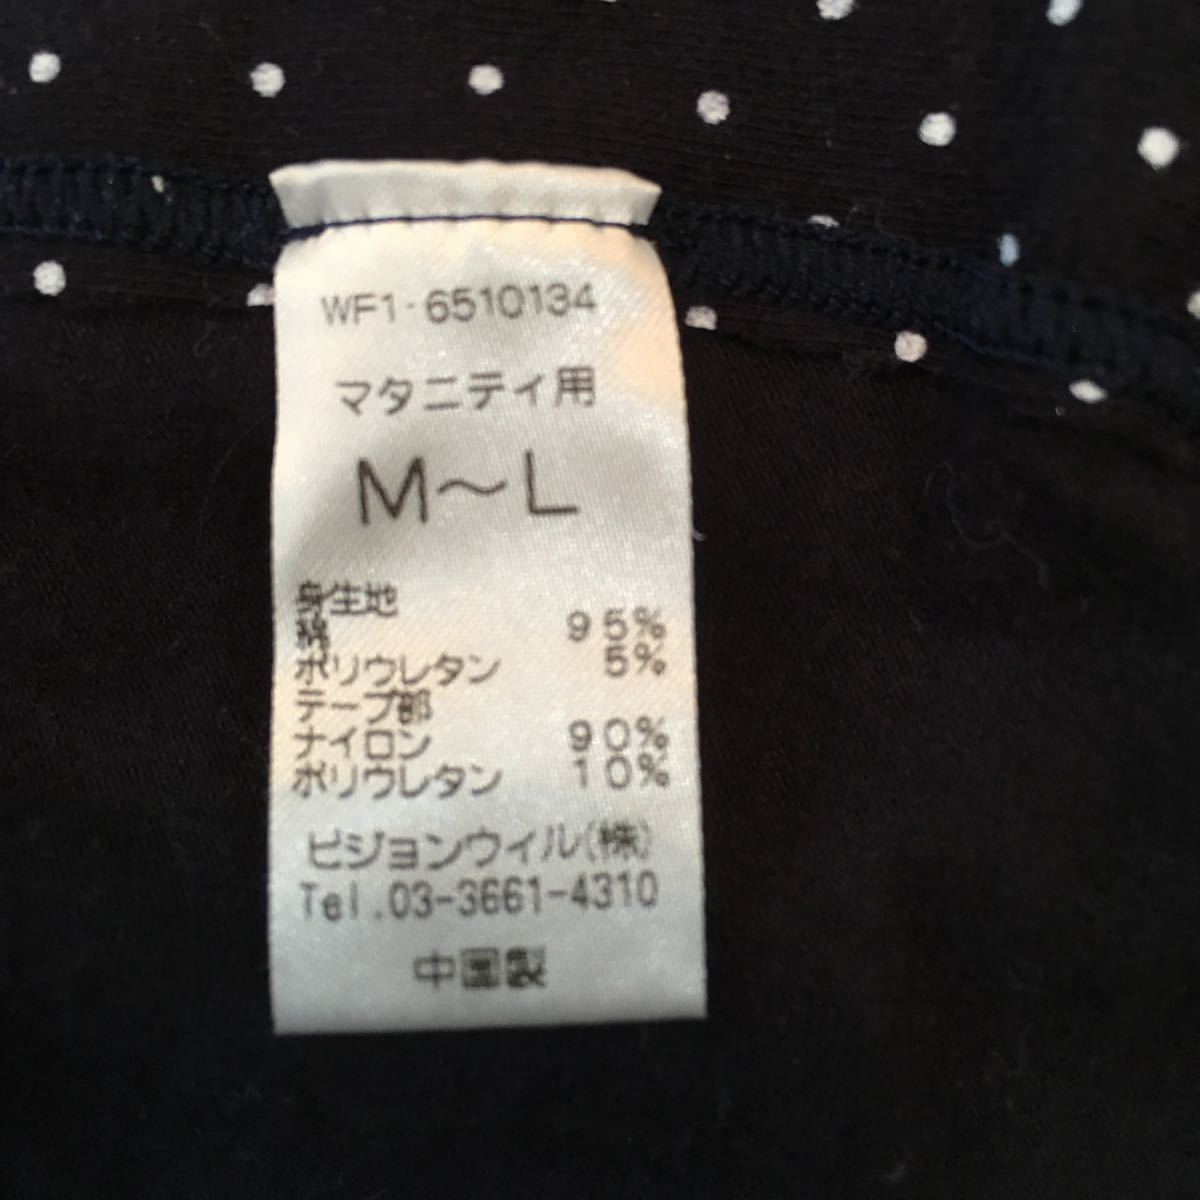 WF1-6510134
マタニティ用
M～L
身生地
綿 95%
ポリウレタン 5%
テープ部
ナイロン 90%
ポリウレタン 10%
ピジョンウィル(株)
Tel.03-3661-4310
中国製